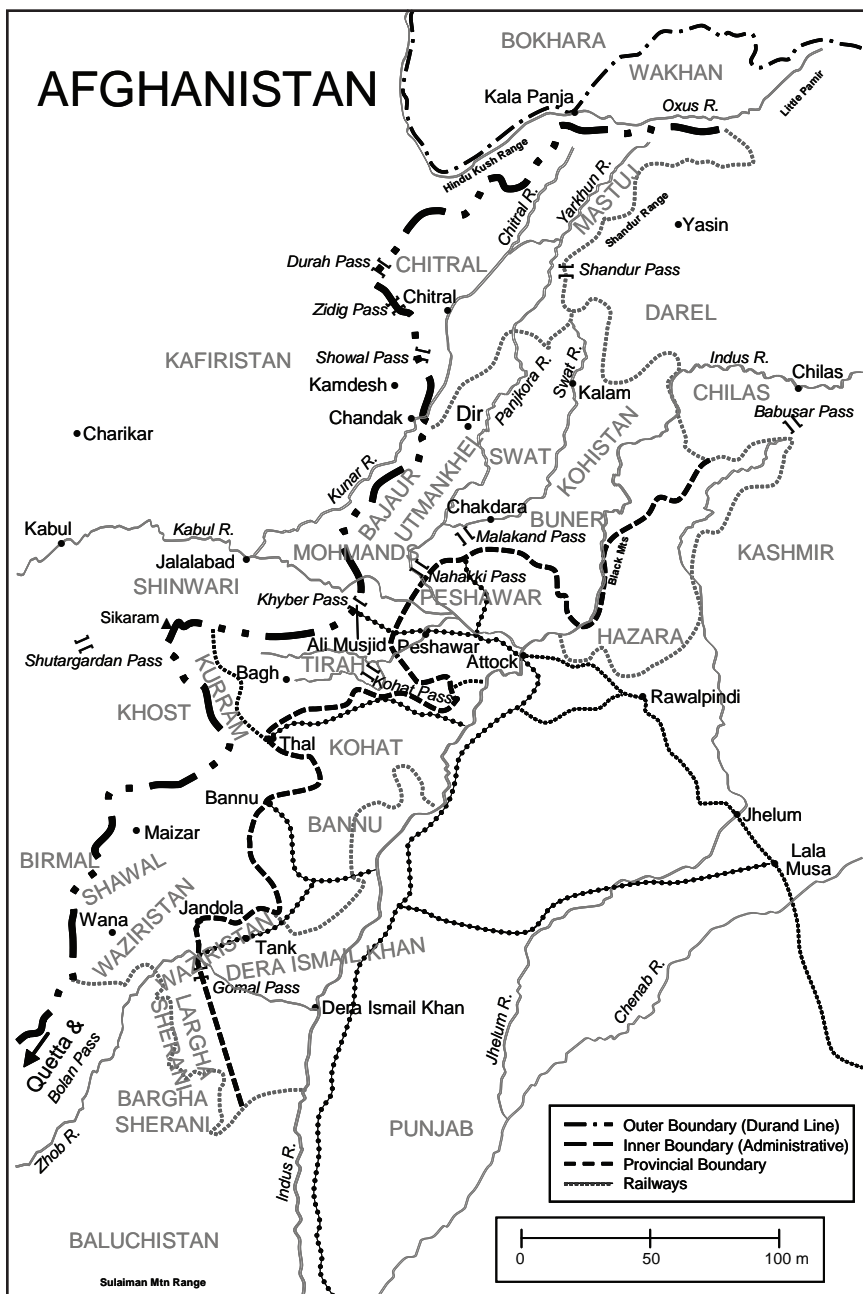 BOKHARA
AFGHANISTAN
WAKHAN
Kala Panja
Oxus R.
Little Pamir
Hindu Kush Range
Chitral R.
Yarkhun R.
MASTUJ
Shandur Range
Yasin
Durah Pass
CHITRAL
Shandur Pass
Zidig Pass
Chitral
DAREL
KAFIRISTAN
Showal Pass
Panjkora R.
Swat R.
Indus R.
Chilas
Kamdesh
Kalam
CHILAS
Chandak
Dir
Babusar Pass
Charikar
KOHISTAN
SWAT
Kunar R.
BAJAUR
UTMANKHEL
Chakdara
BUNER
Kabul
Kabul R.
Malakand Pass
Black Mts
KASHMIR
Jalalabad
MOHMANDS
SHINWARI
Nahakki Pass
Khyber Pass
PESHAWAR
Sikaram
HAZARA
Ali Musjid
Peshawar
Shutargardan Pass
TIRAH
Attock
KURRAM
Bagh
Kohat Pass
Rawalpindi
KHOST
Thal
KOHAT
Bannu
BANNU
Jhelum
Maizar
BIRMAL
SHAWAL
Lala
Musa
Wana
WAZIRISTAN
Jandola
WAZIRISTAN
Tank
DERA ISMAIL KHAN
Gomal Pass
Dera Ismail Khan
Jhelum R.
Chenab R.
LARGHA
SHERANI
Quetta &
Bolan Pass
BARGHA
SHERANI
PUNJAB
Zhob R.
Indus R.
BALUCHISTAN
Sulaiman Mtn Range
Outer Boundary (Durand Line)
Inner Boundary (Administrative)
Provincial Boundary
Railways
0 50 100 m